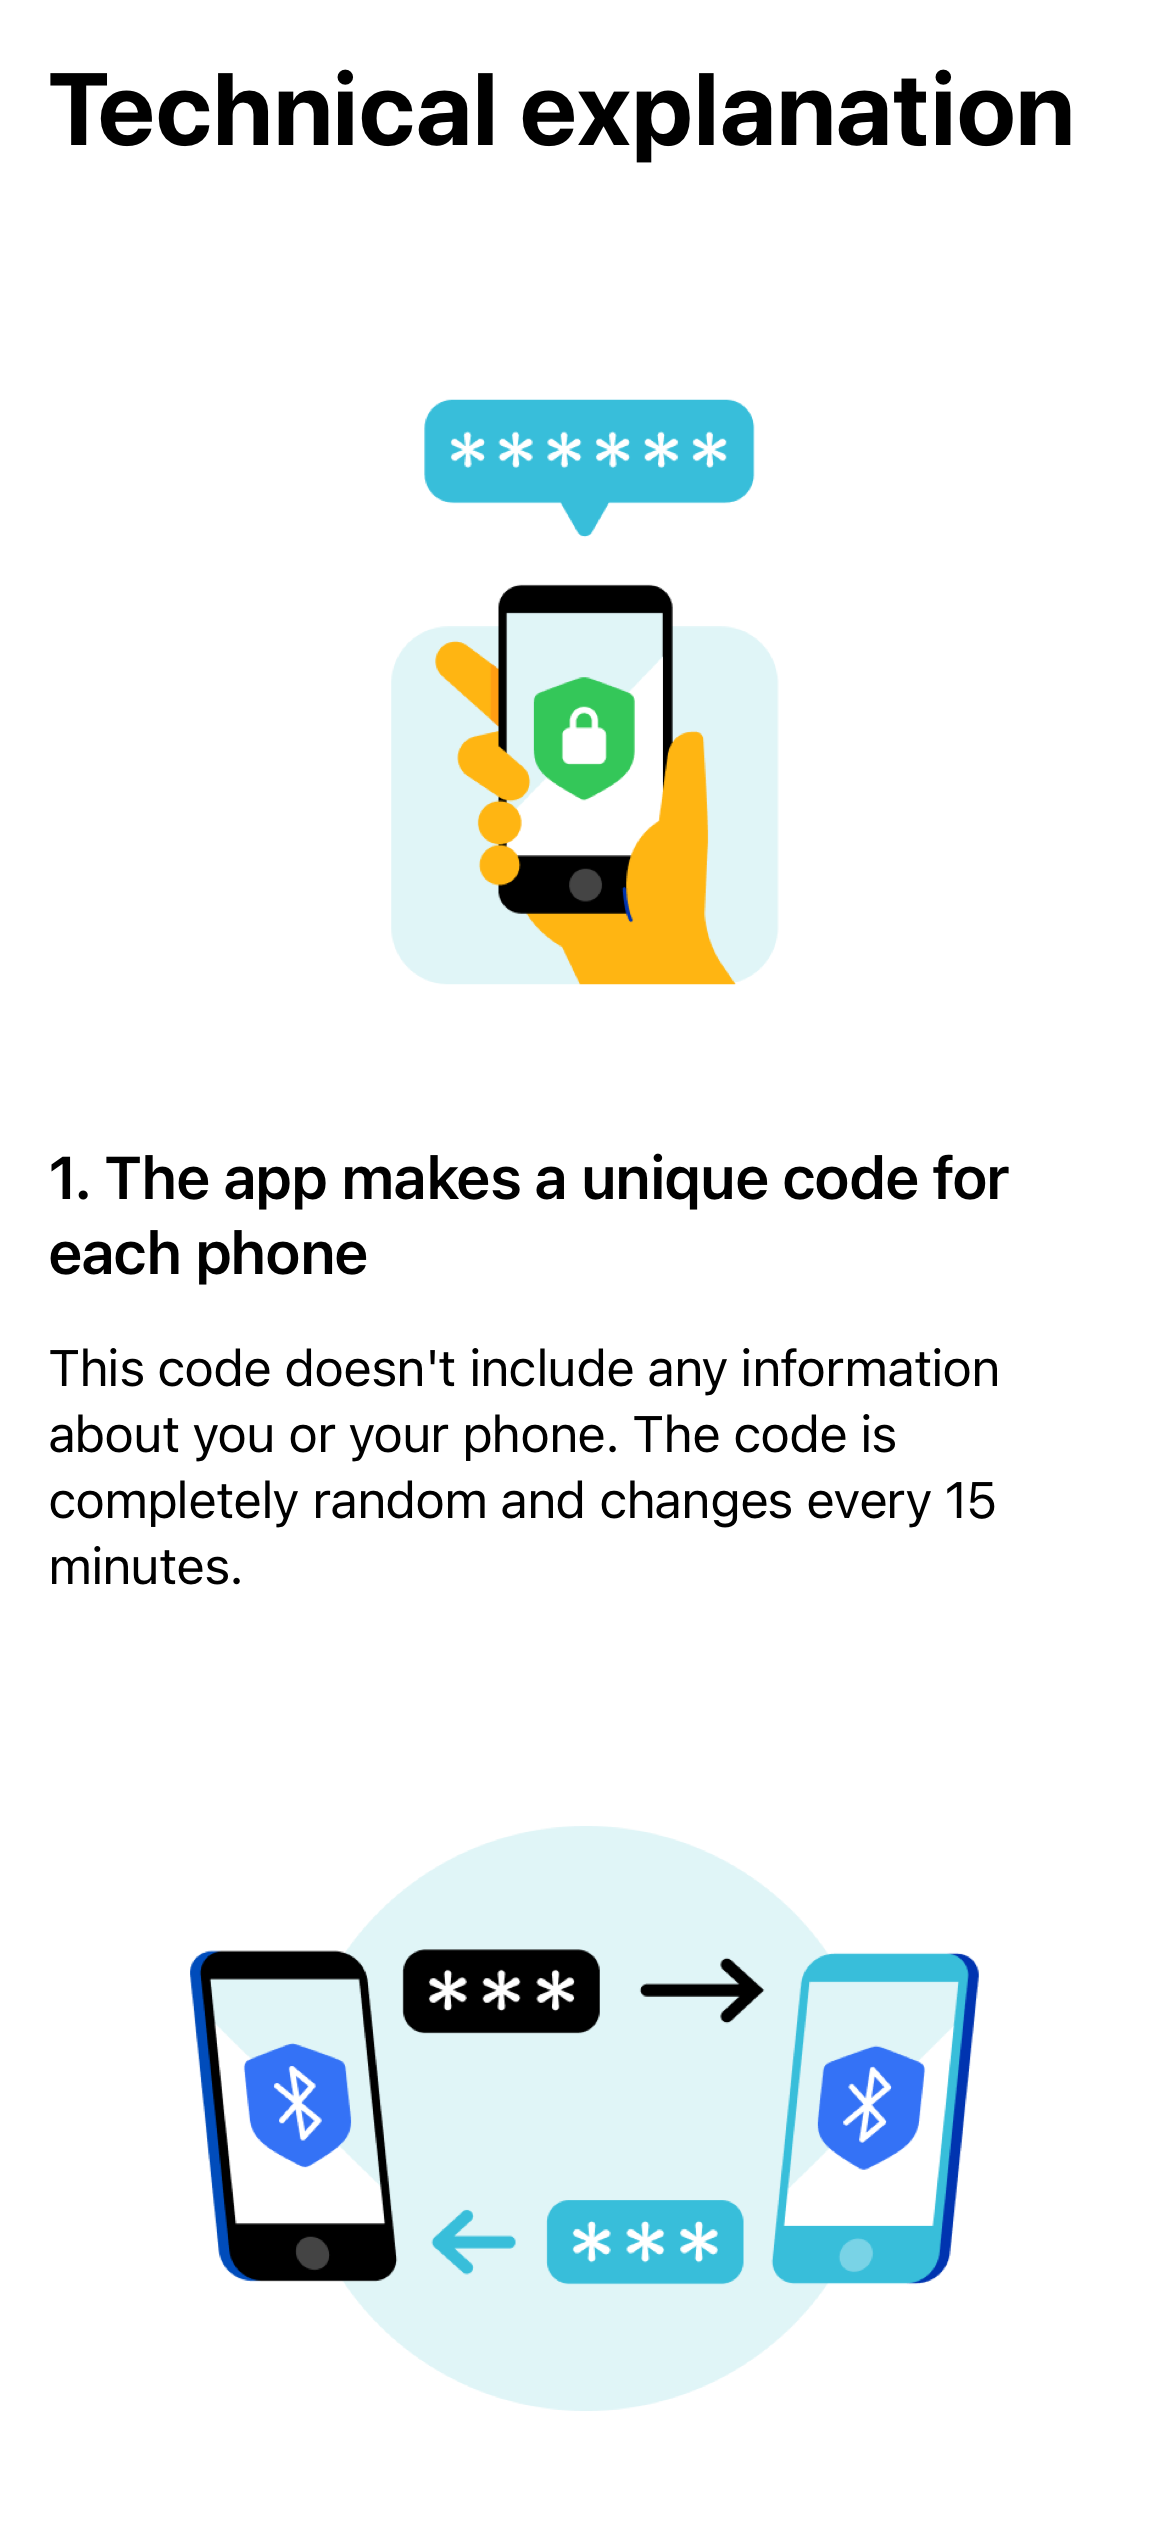 Technical explanation
******
1. The app makes a unique code for
each phone
This code doesn't include any information
about you or your phone. The code is
completely random and changes every 15
minutes.
***
***